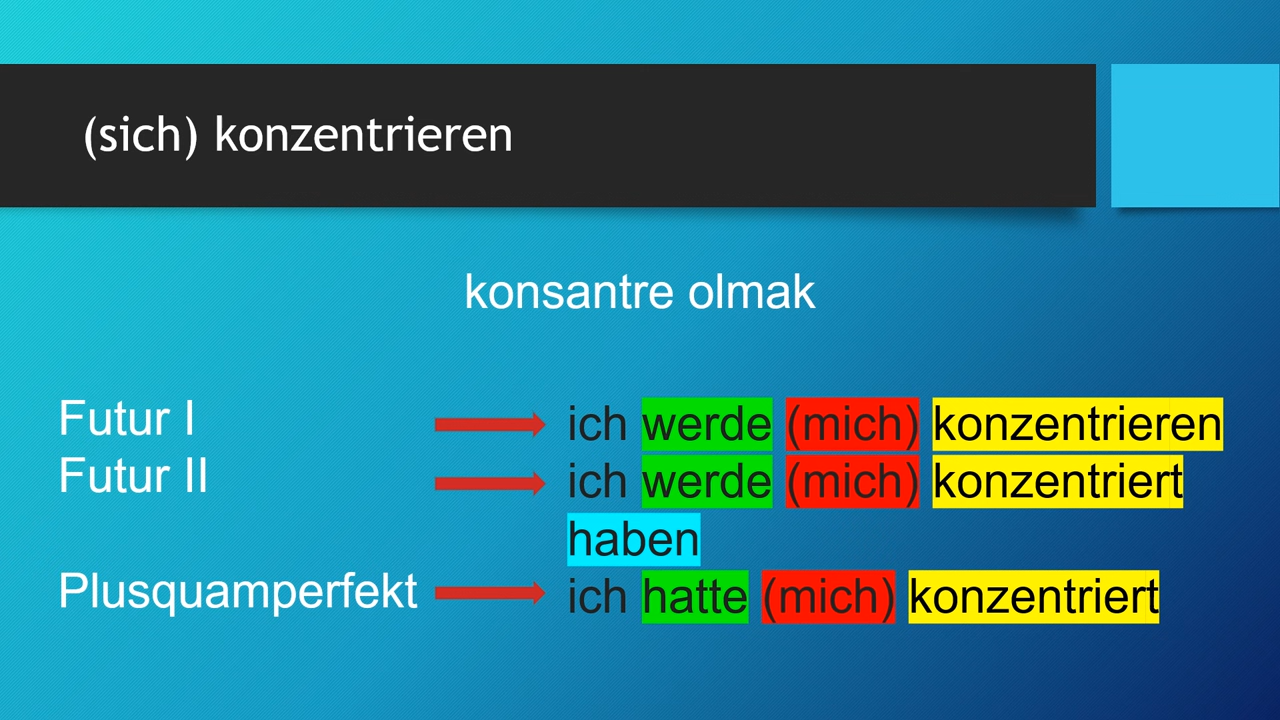 (sich) konzentrieren
konsantre olmak
Futur I ich werde (mich) konzentrieren
Futur II ich werde (mich) konzentriert
haben
Plusquamperfekt ich hatte (mich) konzentriert